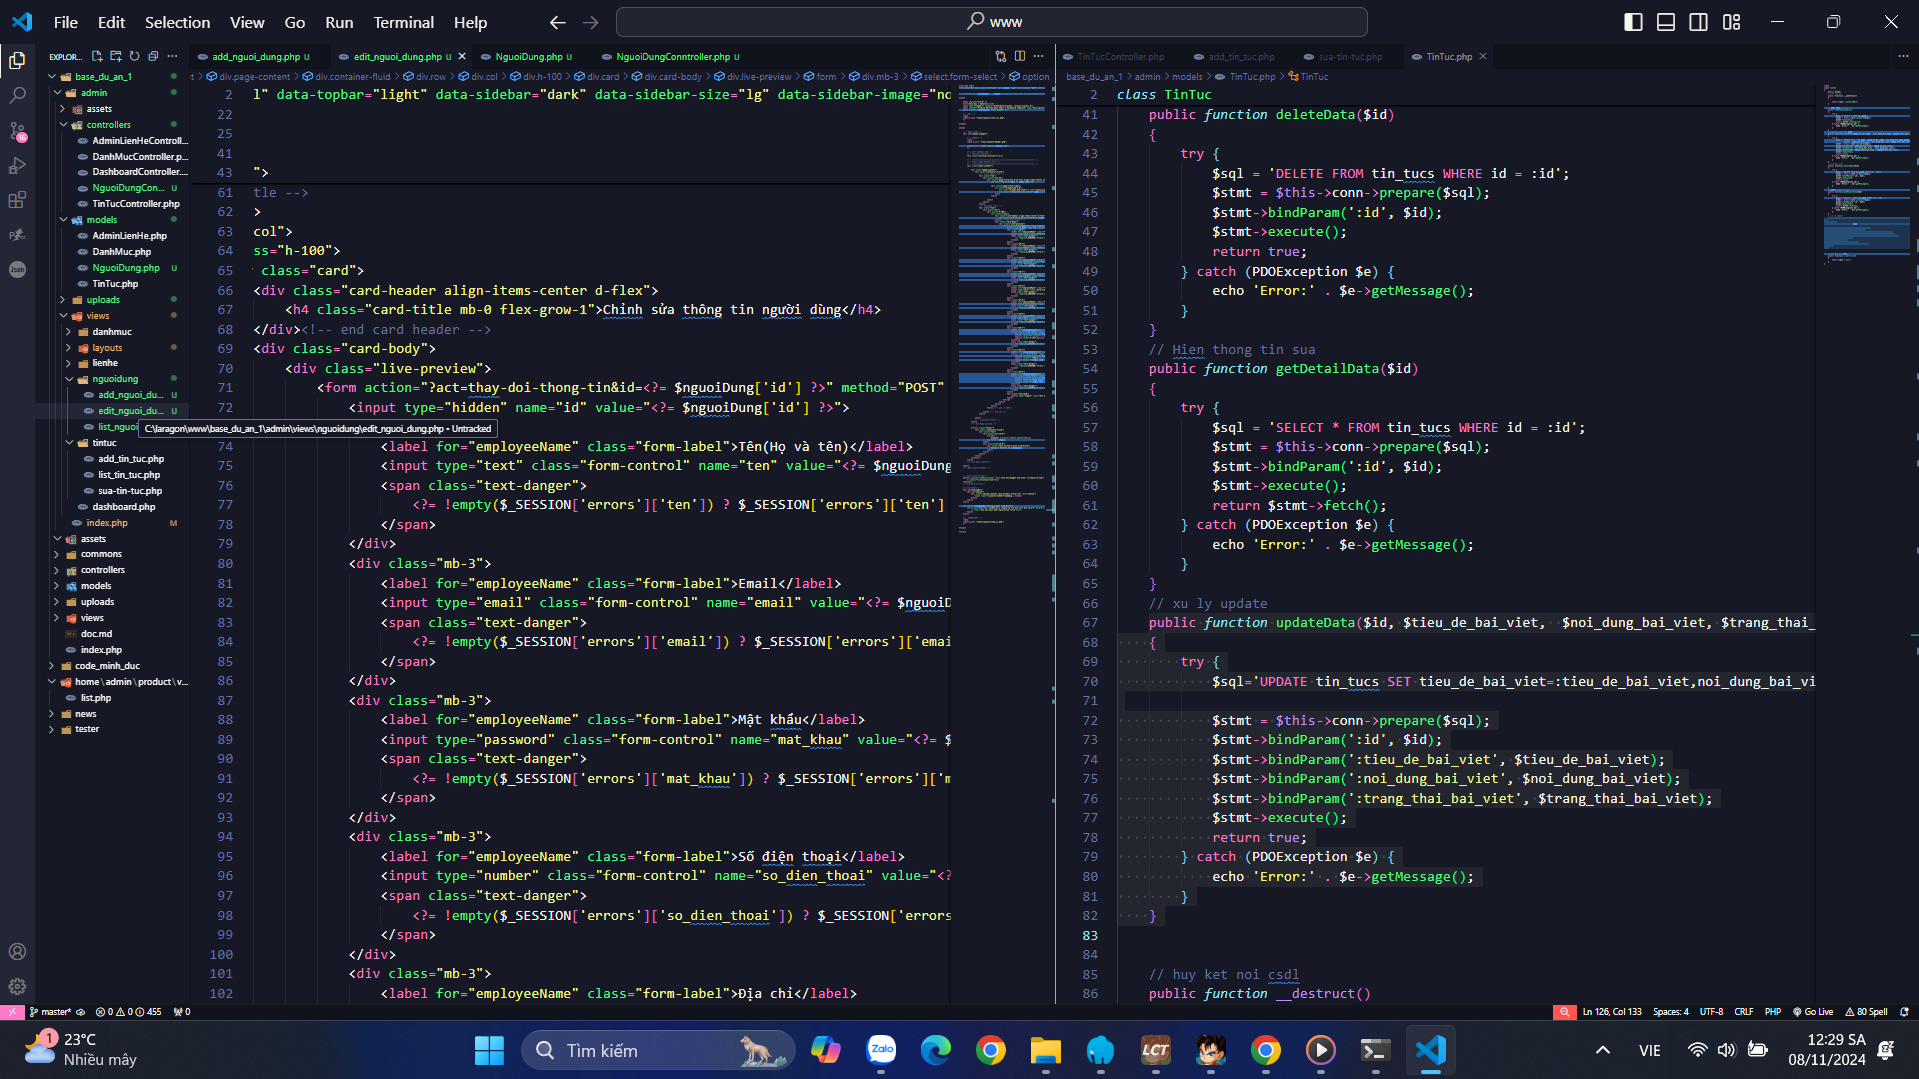 File Edit Selection View Go Run Terminal Help
www
EXPLOR...
base_du_an_1
admin
assets
controllers
AdminLienHeControll...
DanhMucController.p...
DashboardController....
NguoiDungCon... U
TinTucController.php
models
AdminLienHe.php
DanhMuc.php
NguoiDung.php U
TinTuc.php
uploads
views
danhmuc
layouts
lienhe
nguoidung
add_nguoi_du... U
edit_nguoi_du... U
list_nguoi
C:\laragon\www\base_du_an_1\admin\views\nguoidung\edit_nguoi_dung.php • Untracked
tintuc
add_tin_tuc.php
list_tin_tuc.php
sua-tin-tuc.php
dashboard.php
index.php M
assets
commons
controllers
models
uploads
views
doc.md
index.php
code_minh_duc
home\admin\product\v...
list.php
news
tester
16
Json
add_nguoi_dung.php U
edit_nguoi_dung.php U
NguoiDung.php U
NguoiDungConntroller.php U
div.page-content > div.container-fluid > div.row > div.col > div.h-100 > div.card > div.card-body > div.live-preview > form > div.mb-3 > select.form-select > option
2 l" data-topbar="light" data-sidebar="dark" data-sidebar-size="lg" data-sidebar-image="no
22
25
41
43 ">
61 tle -->
62 >
63 col">
64 ss="h-100">
65 class="card">
66 <div class="card-header align-items-center d-flex">
67 <h4 class="card-title mb-0 flex-grow-1">Chỉnh sửa thông tin người dùng</h4>
68 </div><!-- end card header -->
69 <div class="card-body">
70 <div class="live-preview">
71 <form action="?act=thay-doi-thong-tin&id=<?= $nguoiDung['id'] ?>" method="POST"
72 <input type="hidden" name="id" value="<?= $nguoiDung['id'] ?>">
74 <label for="employeeName" class="form-label">Tên(Họ và tên)</label>
75 <input type="text" class="form-control" name="ten" value="<?= $nguoiDung
76 <span class="text-danger">
77 <?= !empty($_SESSION['errors']['ten']) ? $_SESSION['errors']['ten']
78 </span>
79 </div>
80 <div class="mb-3">
81 <label for="employeeName" class="form-label">Email</label>
82 <input type="email" class="form-control" name="email" value="<?= $nguoiD
83 <span class="text-danger">
84 <?= !empty($_SESSION['errors']['email']) ? $_SESSION['errors']['emai
85 </span>
86 </div>
87 <div class="mb-3">
88 <label for="employeeName" class="form-label">Mật khẩu</label>
89 <input type="password" class="form-control" name="mat_khau" value="<?= $
90 <span class="text-danger">
91 <?= !empty($_SESSION['errors']['mat_khau']) ? $_SESSION['errors']['m
92 </span>
93 </div>
94 <div class="mb-3">
95 <label for="employeeName" class="form-label">Số điện thoại</label>
96 <input type="number" class="form-control" name="so_dien_thoai" value="<?
97 <span class="text-danger">
98 <?= !empty($_SESSION['errors']['so_dien_thoai']) ? $_SESSION['errors
99 </span>
100 </div>
101 <div class="mb-3">
102 <label for="employeeName" class="form-label">Địa chỉ</label>
TinTucController.php
add_tin_tuc.php
sua-tin-tuc.php
TinTuc.php
base_du_an_1 > admin > models > TinTuc.php > TinTuc
2 class TinTuc
41 public function deleteData($id)
42 {
43 try {
44 $sql = 'DELETE FROM tin_tucs WHERE id = :id';
45 $stmt = $this->conn->prepare($sql);
46 $stmt->bindParam(':id', $id);
47 $stmt->execute();
48 return true;
49 } catch (PDOException $e) {
50 echo 'Error:' . $e->getMessage();
51 }
52 }
53 // Hien thong tin sua
54 public function getDetailData($id)
55 {
56 try {
57 $sql = 'SELECT * FROM tin_tucs WHERE id = :id';
58 $stmt = $this->conn->prepare($sql);
59 $stmt->bindParam(':id', $id);
60 $stmt->execute();
61 return $stmt->fetch();
62 } catch (PDOException $e) {
63 echo 'Error:' . $e->getMessage();
64 }
65 }
66 // xu ly update
67 public function updateData($id, $tieu_de_bai_viet, $noi_dung_bai_viet, $trang_thai_
68 {
69 try {
70 $sql='UPDATE tin_tucs SET tieu_de_bai_viet=:tieu_de_bai_viet,noi_dung_bai_vi
71
72 $stmt = $this->conn->prepare($sql);
73 $stmt->bindParam(':id', $id);
74 $stmt->bindParam(':tieu_de_bai_viet', $tieu_de_bai_viet);
75 $stmt->bindParam(':noi_dung_bai_viet', $noi_dung_bai_viet);
76 $stmt->bindParam(':trang_thai_bai_viet', $trang_thai_bai_viet);
77 $stmt->execute();
78 return true;
79 } catch (PDOException $e) {
80 echo 'Error:' . $e->getMessage();
81 }
82 }
83
84
85 // huy ket noi csdl
86 public function __destruct()
master* 0 0 455 0
Ln 126, Col 133 Spaces: 4 UTF-8 CRLF PHP Go Live 80 Spell
1
23°C
Nhiều mây
Tìm kiếm
Zalo
LCT
VIE
12:29 SA
08/11/2024